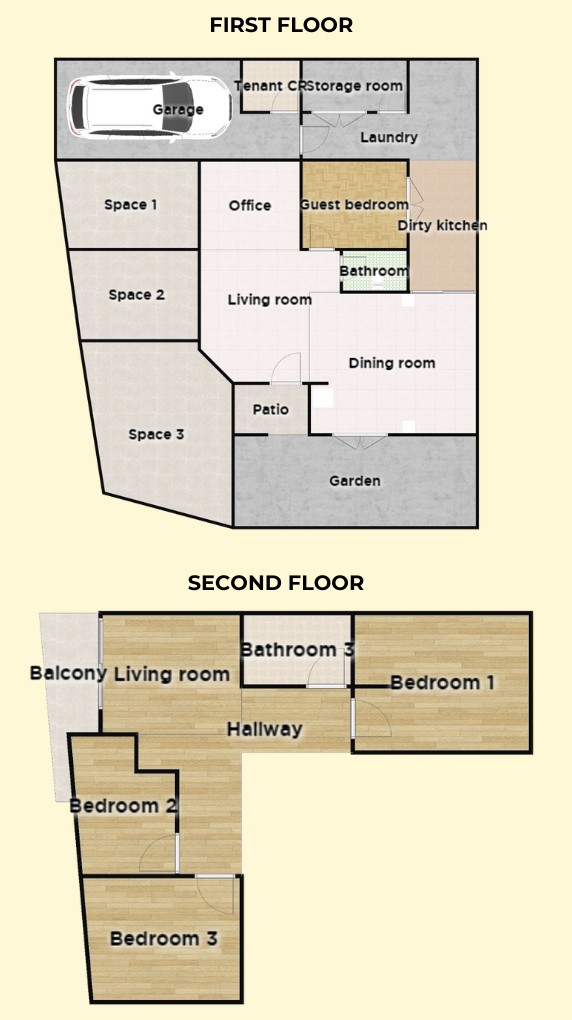 FIRST FLOOR
Tenant CR
Storage room
Garage
Laundry
Space 1
Office
Guest bedroom
Dirty kitchen
Bathroom
Space 2
Living room
Dining room
Patio
Space 3
Garden
SECOND FLOOR
Bathroom 3
Balcony
Living room
Bedroom 1
Hallway
Bedroom 2
Bedroom 3